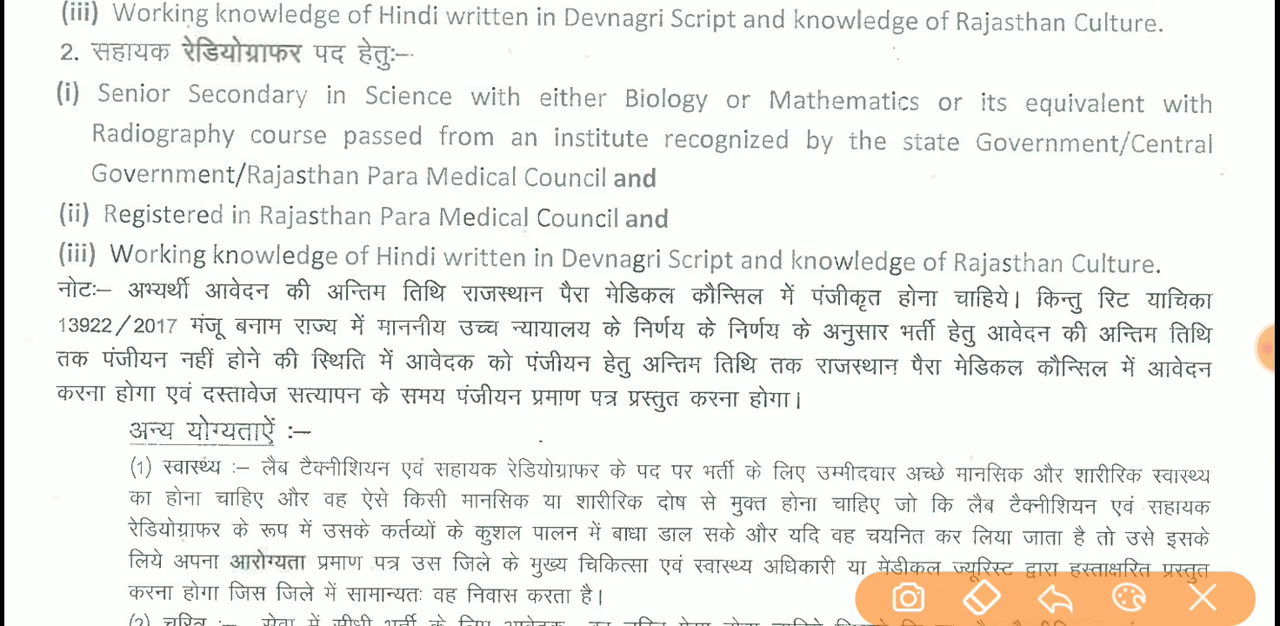 (iii) Working knowledge of Hindi written in Devnagri Script and knowledge of Rajasthan Culture.
2. सहायक रेडियोग्राफर पद हेतुः–
(i) Senior Secondary in Science with either Biology or Mathematics or its equivalent with
Radiography course passed from an institute recognized by the state Government/Central
Government/Rajasthan Para Medical Council and
(ii) Registered in Rajasthan Para Medical Council and
(iii) Working knowledge of Hindi written in Devnagri Script and knowledge of Rajasthan Culture.
नोटः– अभ्यर्थी आवेदन की अन्तिम तिथि राजस्थान पैरा मेडिकल कौन्सिल में पंजीकृत होना चाहिये। किन्तु रिट याचिका
13922/2017 मंजू बनाम राज्य में माननीय उच्च न्यायालय के निर्णय के निर्णय के अनुसार भर्ती हेतु आवेदन की अन्तिम तिथि
तक पंजीयन नहीं होने की स्थिति में आवेदक को पंजीयन हेतु अन्तिम तिथि तक राजस्थान पैरा मेडिकल कौन्सिल में आवेदन
करना होगा एवं दस्तावेज सत्यापन के समय पंजीयन प्रमाण पत्र प्रस्तुत करना होगा।
अन्य योग्यताऐं :–
(1) स्वास्थ्य :– लैब टैक्नीशियन एवं सहायक रेडियोग्राफर के पद पर भर्ती के लिए उम्मीदवार अच्छे मानसिक और शारीरिक स्वास्थ्य
का होना चाहिए और वह ऐसे किसी मानसिक या शारीरिक दोष से मुक्त होना चाहिए जो कि लैब टैक्नीशियन एवं सहायक
रेडियोग्राफर के रूप में उसके कर्तव्यों के कुशल पालन में बाधा डाल सके और यदि वह चयनित कर लिया जाता है तो उसे इसके
लिये अपना आरोग्यता प्रमाण पत्र उस जिले के मुख्य चिकित्सा एवं स्वास्थ्य अधिकारी या मेडीकल ज्यूरिस्ट द्वारा हस्ताक्षरित प्रस्तुत
करना होगा जिस जिले में सामान्यतः वह निवास करता है।
(2) चरित्र :– सेवा में सीधी भर्ती के लिए आवेदक